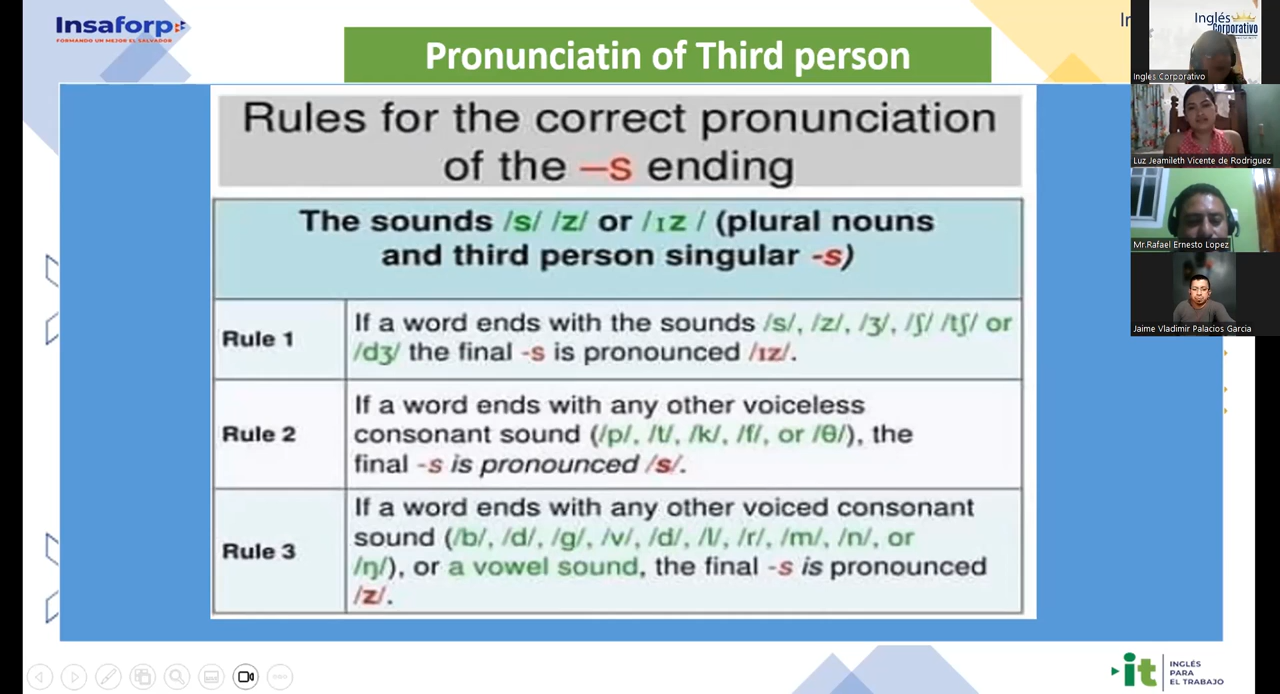 Insaforp
FORMANDO UN MEJOR EL SALVADOR
Pronunciatin of Third person
Rules for the correct pronunciation
of the –s ending
The sounds /s/ /z/ or /ɪz / (plural nouns
and third person singular -s)
Rule 1
If a word ends with the sounds /s/, /z/, /ʒ/, /ʃ/ /tʃ/ or
/dʒ/ the final -s is pronounced /ɪz/.
Rule 2
If a word ends with any other voiceless
consonant sound (/p/, /t/, /k/, /f/, or /θ/), the
final -s is pronounced /s/.
Rule 3
If a word ends with any other voiced consonant
sound (/b/, /d/, /g/, /v/, /d/, /l/, /r/, /m/, /n/, or
/ŋ/), or a vowel sound, the final -s is pronounced
/z/.
Inglés
Corporativo
Ingles Corporativo
Luz Jeamileth Vicente de Rodriguez
Mr.Rafael Ernesto Lopez
Jaime Vladimir Palacios Garcia
it
INGLÉS
PARA
EL TRABAJO